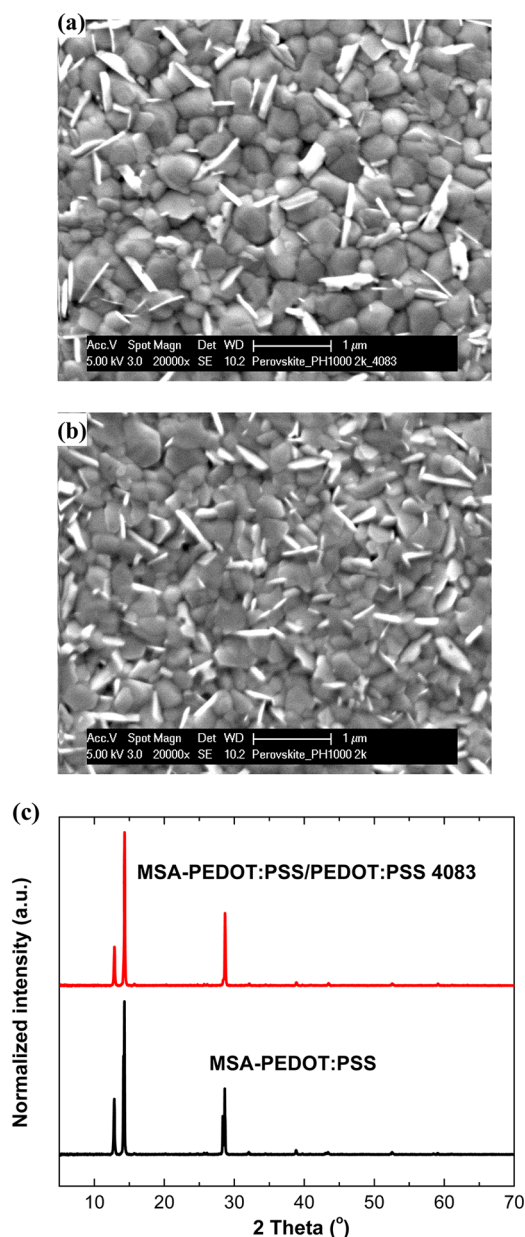 (a)
Acc.V Spot Magn Det WD 1 µm
5.00 kV 3.0 20000x SE 10.2 Perovskite_PH1000 2k_4083
(b)
Acc.V Spot Magn Det WD 1 µm
5.00 kV 3.0 20000x SE 10.2 Perovskite_PH1000 2k
(c)
Normalized intensity (a.u.)
MSA-PEDOT:PSS/PEDOT:PSS 4083
MSA-PEDOT:PSS
10 20 30 40 50 60 70
2 Theta (°)